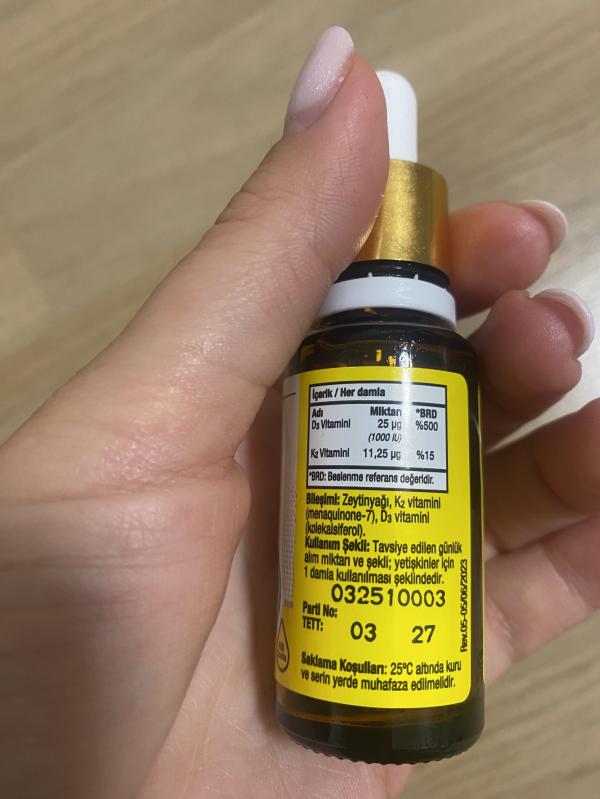 İçerik / Her damla
Adı Miktarı *BRD
D3 Vitamini 25 µg %500
(1000 IU)
K2 Vitamini 11,25 µg %15
*BRD: Beslenme referans değeridir.
Bileşimi: Zeytinyağı, K2 vitamini
(menaquinone-7), D3 vitamini
(kolekalsiferol).
Kullanım Şekli: Tavsiye edilen günlük
alım miktarı ve şekli; yetişkinler için
1 damla kullanılması şeklindedir.
032510003
Parti No:
TETT: 03 27
Saklama Koşulları: 25ºC altında kuru
ve serin yerde muhafaza edilmelidir.
Rev.05-05/06/2023